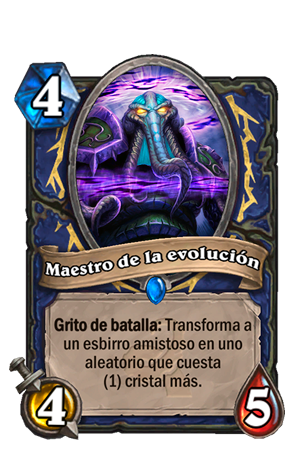 4
Maestro de la evolución
Grito de batalla: Transforma a
un esbirro amistoso en uno
aleatorio que cuesta
(1) cristal más.
4
5